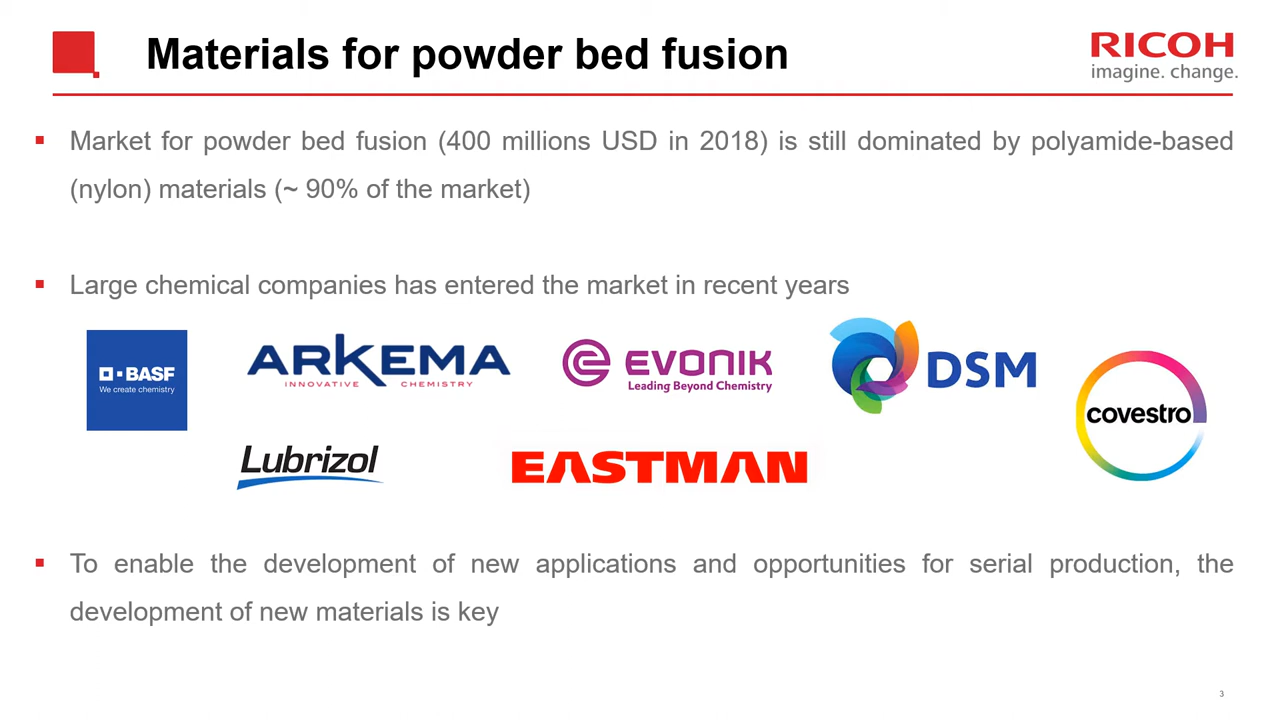 Materials for powder bed fusion
RICOH
imagine. change.
▪ Market for powder bed fusion (400 millions USD in 2018) is still dominated by polyamide-based
(nylon) materials (~ 90% of the market)
▪ Large chemical companies has entered the market in recent years
BASF
We create chemistry
ARKEMA
INNOVATIVE CHEMISTRY
EVONIK
Leading Beyond Chemistry
DSM
covestro
Lubrizol
EASTMAN
▪ To enable the development of new applications and opportunities for serial production, the
development of new materials is key
3